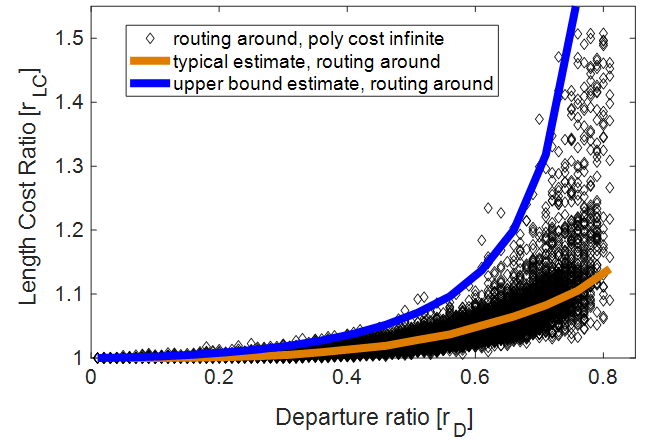 1.5
1.4
1.3
1.2
1.1
1
Length Cost Ratio [r_LC]
routing around, poly cost infinite
typical estimate, routing around
upper bound estimate, routing around
0 0.2 0.4 0.6 0.8
Departure ratio [r_D]